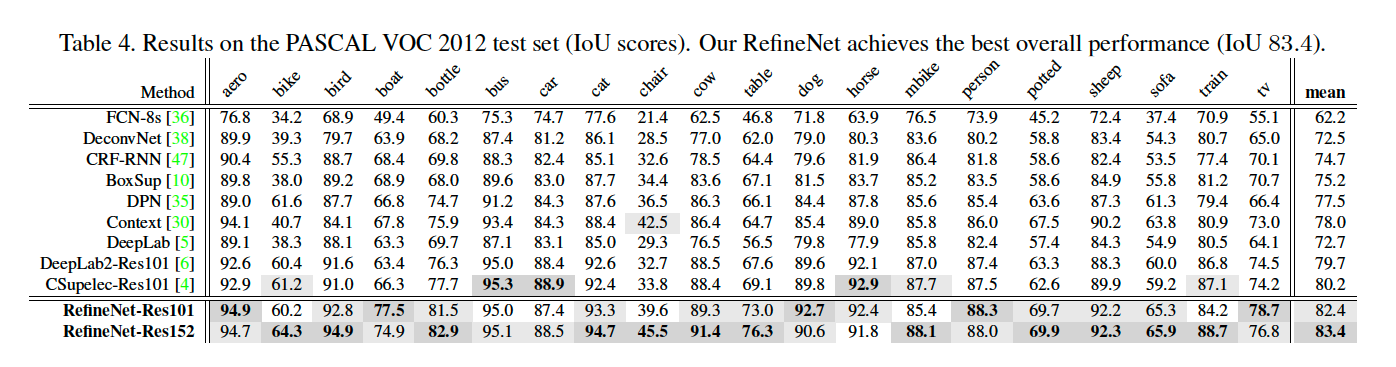 Table 4. Results on the PASCAL VOC 2012 test set (IoU scores). Our RefineNet achieves the best overall performance (IoU 83.4).
Method aero bike bird boat bottle bus car cat chair cow table dog horse mbike person potted sheep sofa train tv mean
FCN-8s [36] 76.8 34.2 68.9 49.4 60.3 75.3 74.7 77.6 21.4 62.5 46.8 71.8 63.9 76.5 73.9 45.2 72.4 37.4 70.9 55.1 62.2
DeconvNet [38] 89.9 39.3 79.7 63.9 68.2 87.4 81.2 86.1 28.5 77.0 62.0 79.0 80.3 83.6 80.2 58.8 83.4 54.3 80.7 65.0 72.5
CRF-RNN [47] 90.4 55.3 88.7 68.4 69.8 88.3 82.4 85.1 32.6 78.5 64.4 79.6 81.9 86.4 81.8 58.6 82.4 53.5 77.4 70.1 74.7
BoxSup [10] 89.8 38.0 89.2 68.9 68.0 89.6 83.0 87.7 34.4 83.6 67.1 81.5 83.7 85.2 83.5 58.6 84.9 55.8 81.2 70.7 75.2
DPN [35] 89.0 61.6 87.7 66.8 74.7 91.2 84.3 87.6 36.5 86.3 66.1 84.4 87.8 85.6 85.4 63.6 87.3 61.3 79.4 66.4 77.5
Context [30] 94.1 40.7 84.1 67.8 75.9 93.4 84.3 88.4 42.5 86.4 64.7 85.4 89.0 85.8 86.0 67.5 90.2 63.8 80.9 73.0 78.0
DeepLab [5] 89.1 38.3 88.1 63.3 69.7 87.1 83.1 85.0 29.3 76.5 56.5 79.8 77.9 85.8 82.4 57.4 84.3 54.9 80.5 64.1 72.7
DeepLab2-Res101 [6] 92.6 60.4 91.6 63.4 76.3 95.0 88.4 92.6 32.7 88.5 67.6 89.6 92.1 87.0 87.4 63.3 88.3 60.0 86.8 74.5 79.7
CSupelec-Res101 [4] 92.9 61.2 91.0 66.3 77.7 95.3 88.9 92.4 33.8 88.4 69.1 89.8 92.9 87.7 87.5 62.6 89.9 59.2 87.1 74.2 80.2
RefineNet-Res101 94.9 60.2 92.8 77.5 81.5 95.0 87.4 93.3 39.6 89.3 73.0 92.7 92.4 85.4 88.3 69.7 92.2 65.3 84.2 78.7 82.4
RefineNet-Res152 94.7 64.3 94.9 74.9 82.9 95.1 88.5 94.7 45.5 91.4 76.3 90.6 91.8 88.1 88.0 69.9 92.3 65.9 88.7 76.8 83.4